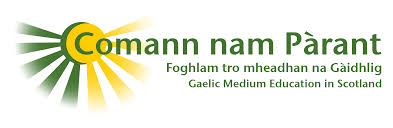 Comann nam Pàrant
Foghlam tro mheadhan na Gàidhlig
Gaelic Medium Education in Scotland